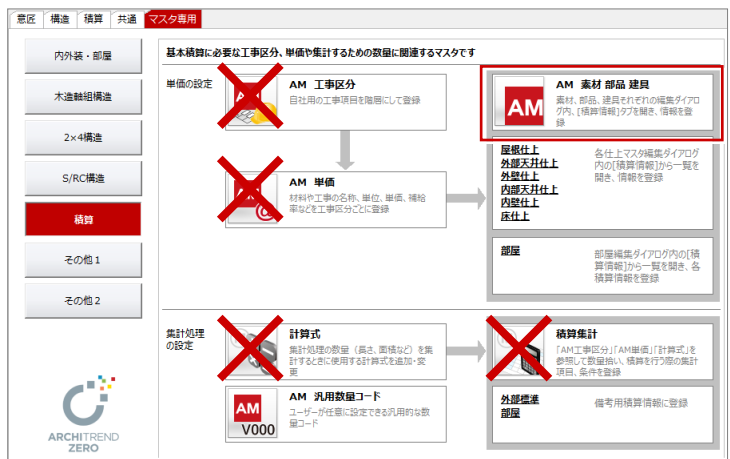 意匠 構造 積算 共通 マスタ専用
内外装・部屋
木造軸組構造
2×4構造
S/RC構造
積算
その他1
その他2
ARCHITREND
ZERO
基本積算に必要な工事区分、単価や集計するための数量に関連するマスタです
単価の設定
AM 工事区分
自社用の工事項目を階層にして登録
AM
AM 素材 部品 建具
素材、部品、建具それぞれの編集ダイアロ
グ内、[積算情報]タブを開き、情報を登
録
AM 単価
材料や工事の名称、単位、単価、補給
率などを工事区分ごとに登録
屋根仕上
外部天井仕上
外壁仕上
内部天井仕上
内壁仕上
床仕上
各仕上マスタ編集ダイアログ
内の[積算情報]から一覧を
開き、情報を登録
部屋
部屋編集ダイアログ内の[積
算情報]から一覧を開き、各
積算情報を登録
集計処理
の設定
計算式
集計処理の数量（長さ、面積など）を集
計するときに使用する計算式を追加・変
更
積算集計
「AM工事区分」「AM単価」「計算式」を
参照して数量拾い、積算を行う際の集計
項目、条件を登録
AM
V000
AM 汎用数量コード
ユーザーが任意に設定できる汎用的な数
量コード
外部標準
部屋
備考用積算情報に登録